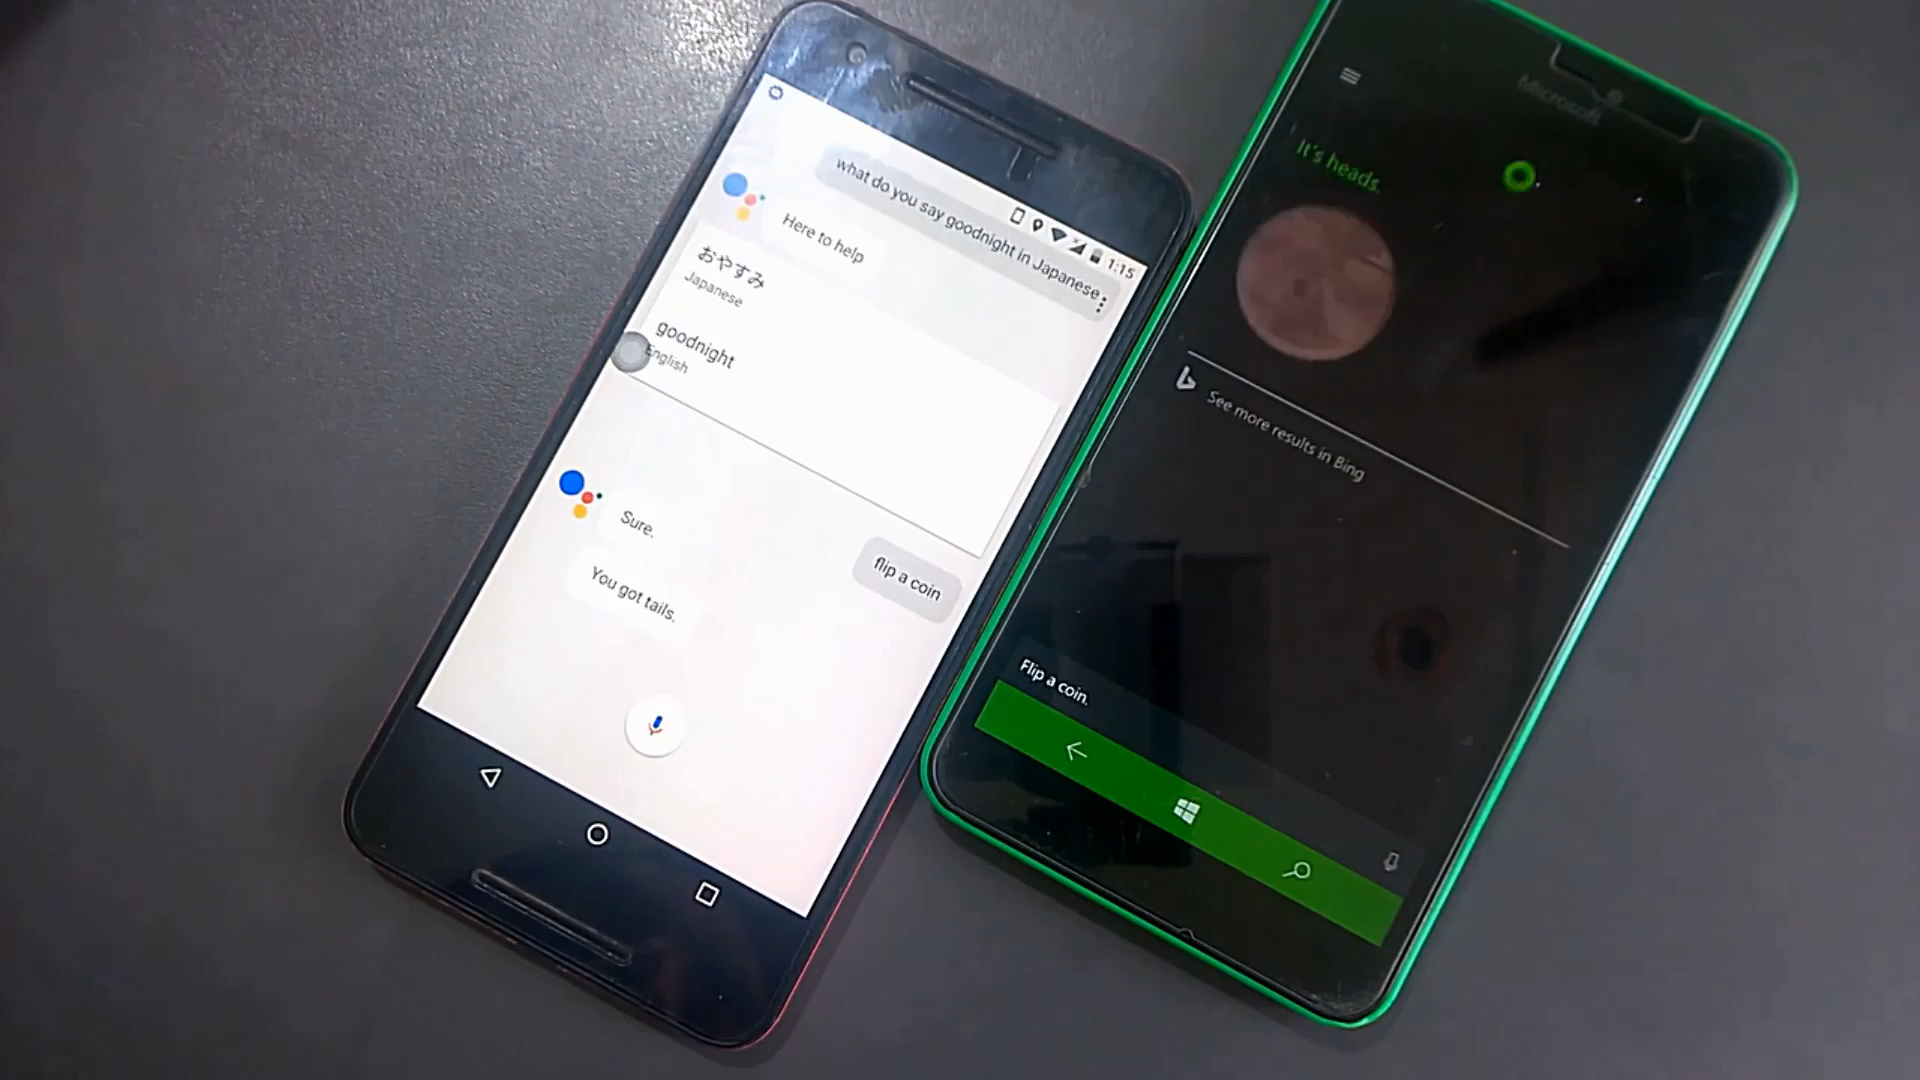 1:15
what do you say goodnight in Japanese
Here to help
おやすみ
Japanese
goodnight
English
flip a coin
Sure.
You got tails.
Microsoft
It's heads.
See more results in Bing
Flip a coin.